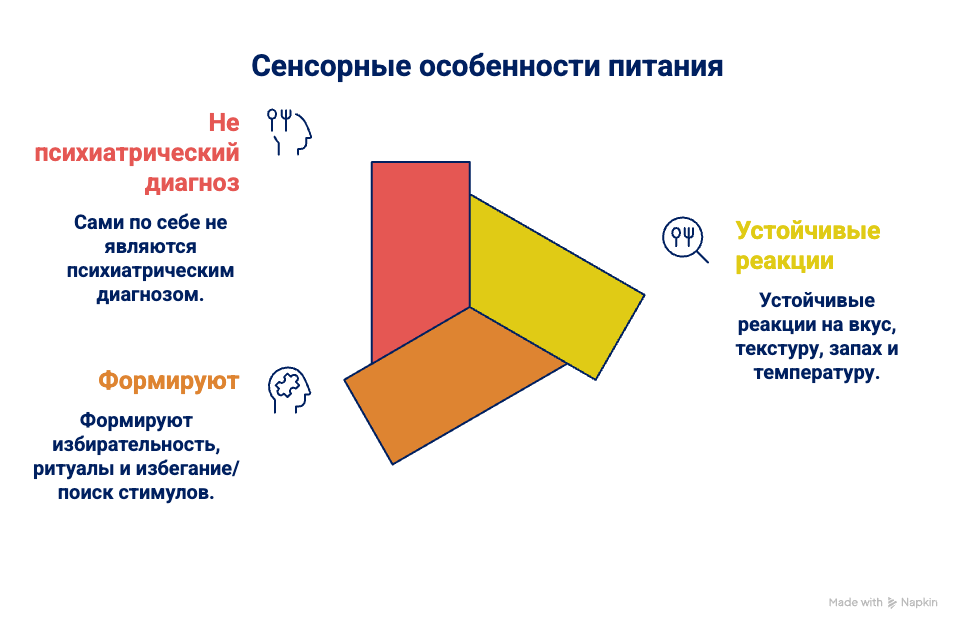 Сенсорные особенности питания
Не
психиатрический
диагноз
Сами по себе не
являются
психиатрическим
диагнозом.
Устойчивые
реакции
Устойчивые
реакции на вкус,
текстуру, запах и
температуру.
Формируют
Формируют
избирательность,
ритуалы и избегание/
поиск стимулов.
Made with Napkin